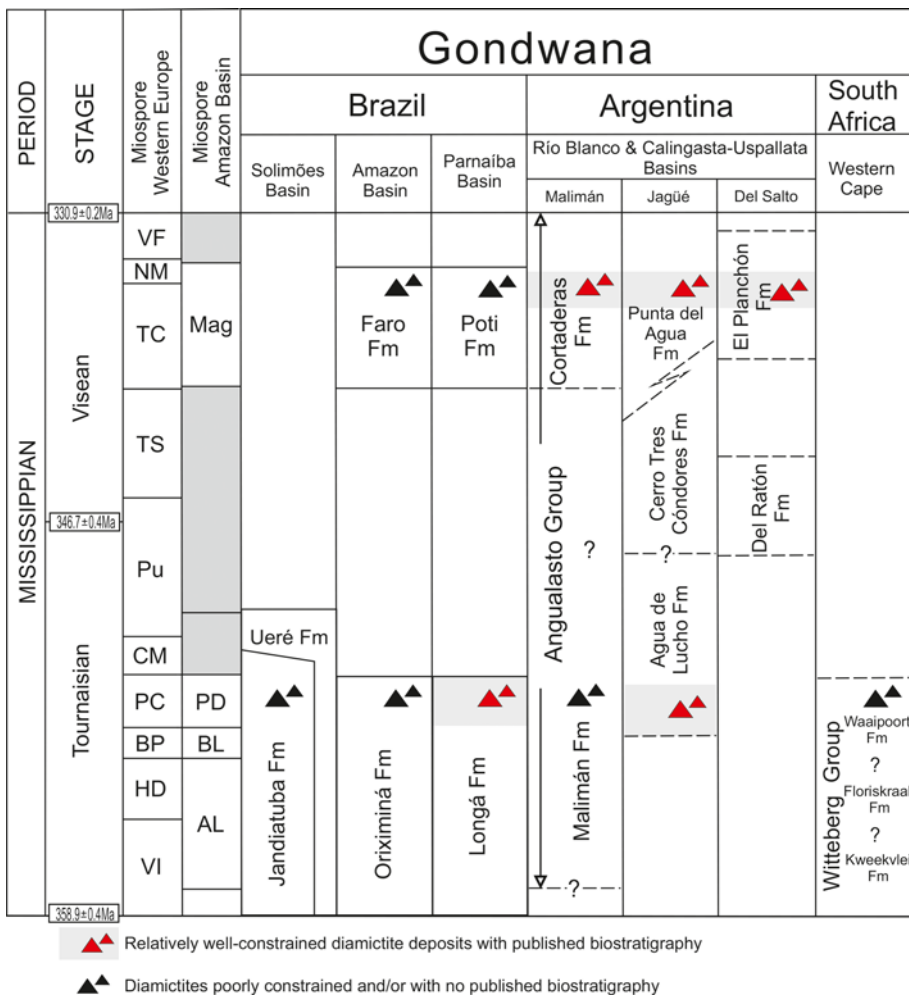 Gondwana
PERIOD
STAGE
Miospore
Western Europe
Miospore
Amazon Basin
Brazil
Argentina
South
Africa
Solimões
Basin
Amazon
Basin
Parnaíba
Basin
Río Blanco & Calingasta-Uspallata
Basins
Malimán
Jagüé
Del Salto
Western
Cape
330.9±0.2Ma
MISSISSIPPIAN
Visean
346.7±0.4Ma
Tournaisian
358.9±0.4Ma
VF
NM
TC
TS
Pu
CM
PC
BP
HD
VI
Mag
PD
BL
AL
Ueré Fm
Jandiatuba Fm
Faro
Fm
Oriximiná Fm
Poti
Fm
Longá Fm
Cortaderas
Fm
Angualasto Group
?
Malimán Fm
?
Punta del
Agua
Fm
Cerro Tres
Cóndores Fm
?
Agua de
Lucho Fm
El Planchón
Fm
Del Ratón
Fm
Witteberg Group
Waaipoort
Fm
?
Floriskraal
Fm
?
Kweekvlei
Fm
Relatively well-constrained diamictite deposits with published biostratigraphy
Diamictites poorly constrained and/or with no published biostratigraphy